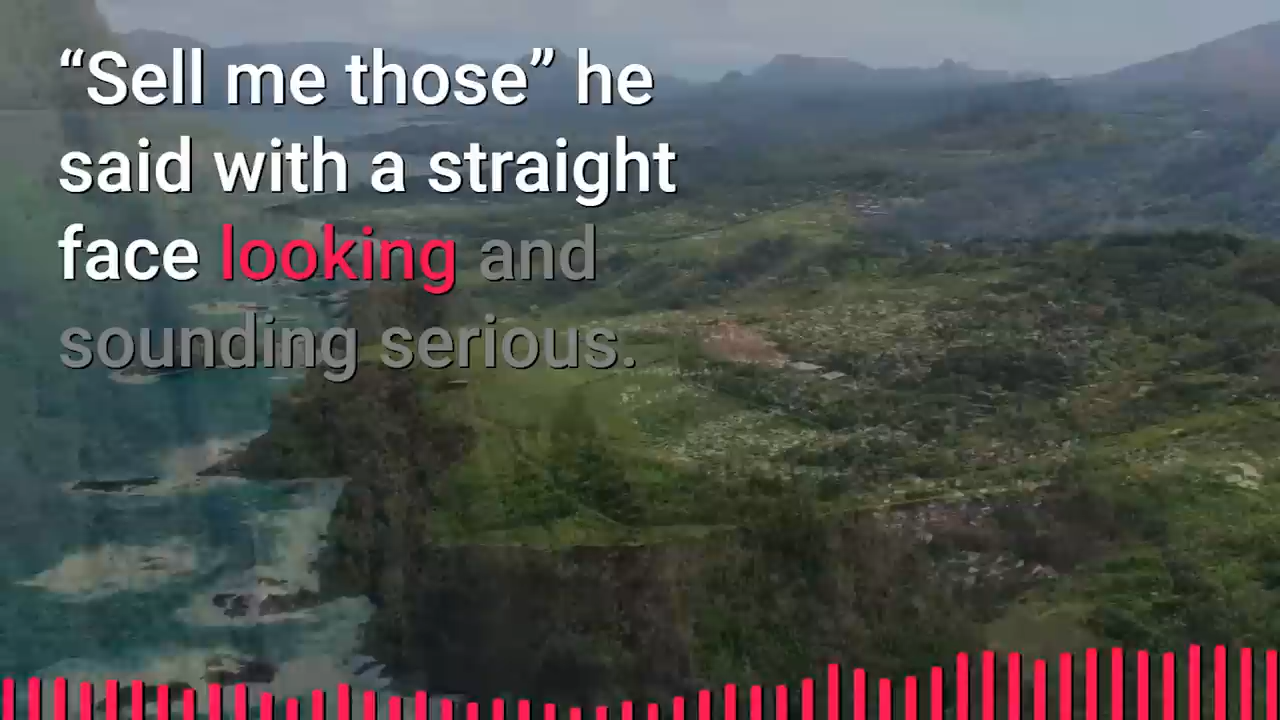 “Sell me those” he
said with a straight
face looking and
sounding serious.